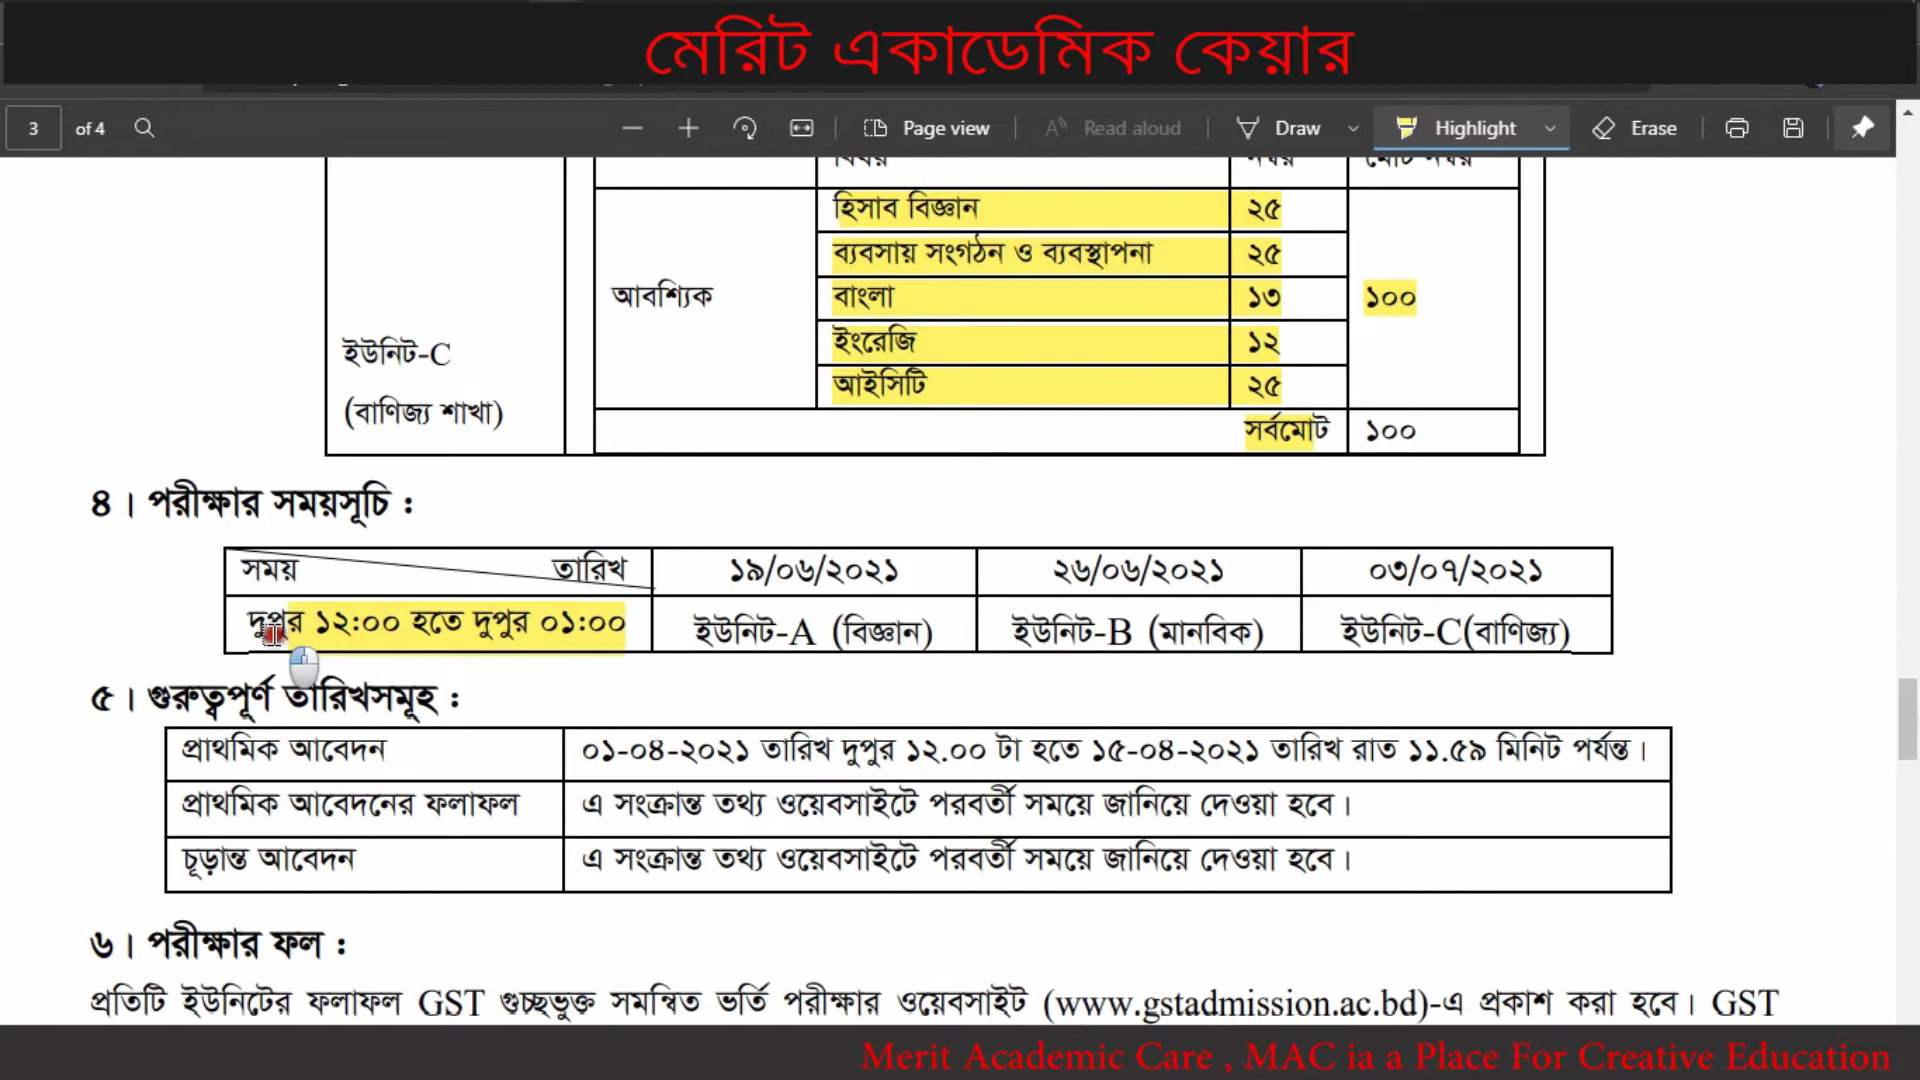 মেরিট একাডেমিক কেয়ার
3 of 4 Page view Read aloud Draw Highlight Erase
বিষয় নম্বর মোট নম্বর
হিসাব বিজ্ঞান ২৫
ব্যবসায় সংগঠন ও ব্যবস্থাপনা ২৫
আবশ্যিক বাংলা ১৩ ১০০
ইংরেজি ১২
ইউনিট-C
আইসিটি ২৫
(বাণিজ্য শাখা)
সর্বমোট ১০০
৪। পরীক্ষার সময়সূচি :
সময় তারিখ ১৯/০৬/২০২১ ২৬/০৬/২০২১ ০৩/০৭/২০২১
দুপুর ১২:০০ হতে দুপুর ০১:০০ ইউনিট-A (বিজ্ঞান) ইউনিট-B (মানবিক) ইউনিট-C(বাণিজ্য)
৫। গুরুত্বপূর্ণ তারিখসমূহ :
প্রাথমিক আবেদন ০১-০৪-২০২১ তারিখ দুপুর ১২.০০ টা হতে ১৫-০৪-২০২১ তারিখ রাত ১১.৫৯ মিনিট পর্যন্ত।
প্রাথমিক আবেদনের ফলাফল এ সংক্রান্ত তথ্য ওয়েবসাইটে পরবর্তী সময়ে জানিয়ে দেওয়া হবে।
চূড়ান্ত আবেদন এ সংক্রান্ত তথ্য ওয়েবসাইটে পরবর্তী সময়ে জানিয়ে দেওয়া হবে।
৬। পরীক্ষার ফল :
প্রতিটি ইউনিটের ফলাফল GST গুচ্ছভুক্ত সমন্বিত ভর্তি পরীক্ষার ওয়েবসাইট (www.gstadmission.ac.bd)-এ প্রকাশ করা হবে। GST
Merit Academic Care , MAC ia a Place For Creative Education